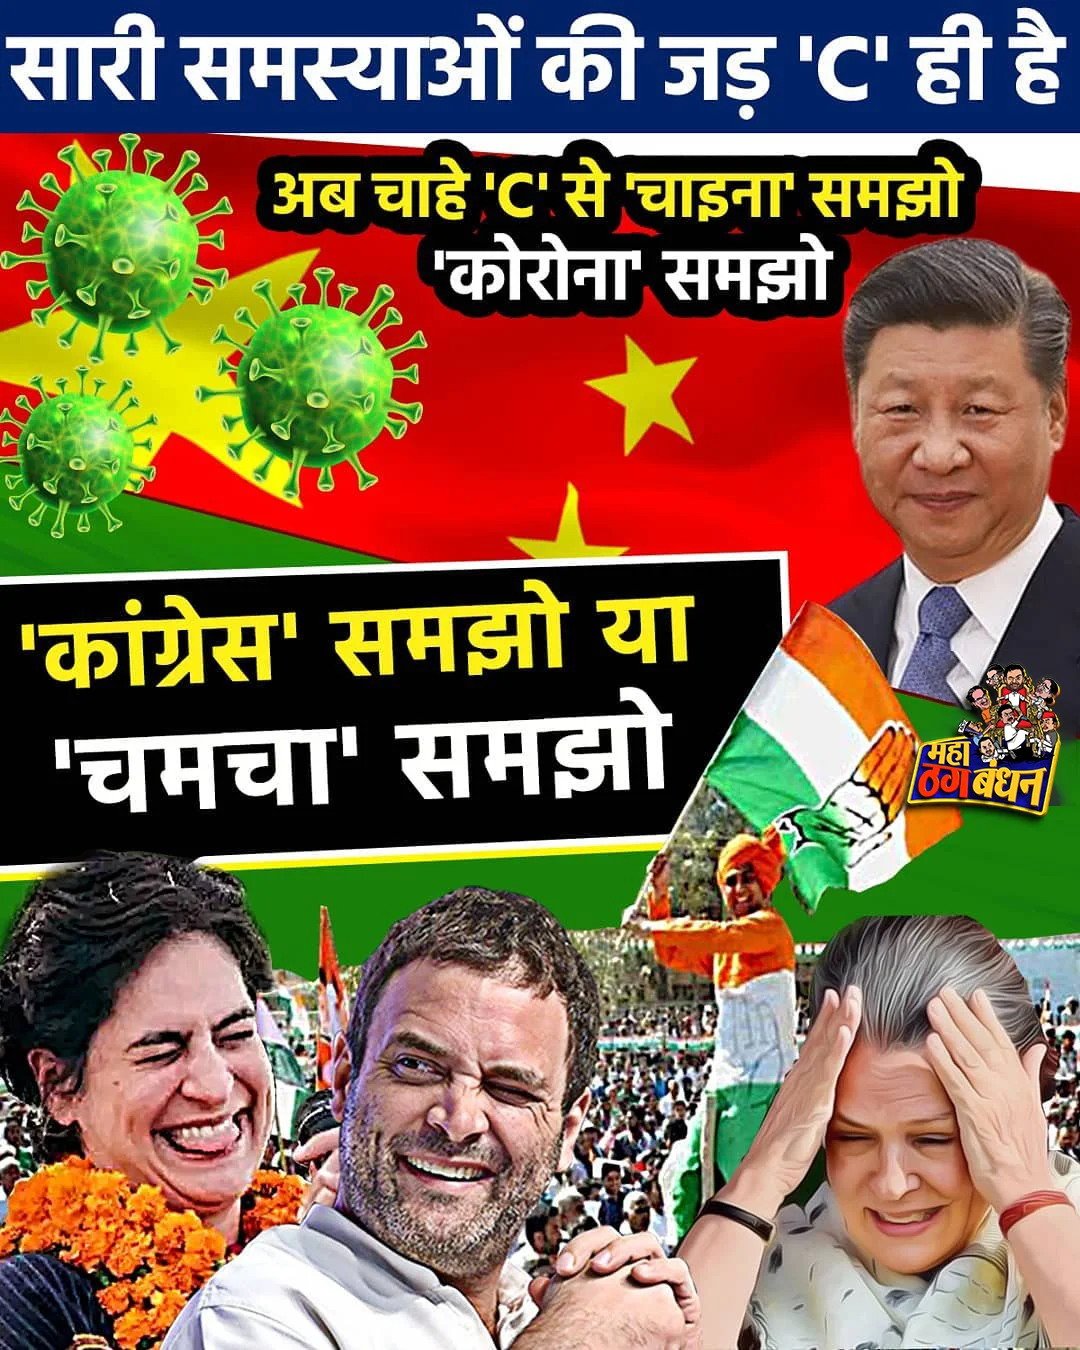 सारी समस्याओं की जड़ 'C' ही है
अब चाहे 'C' से 'चाइना' समझो
'कोरोना' समझो
'कांग्रेस' समझो या
'चमचा' समझो
महा
ठग बंधन